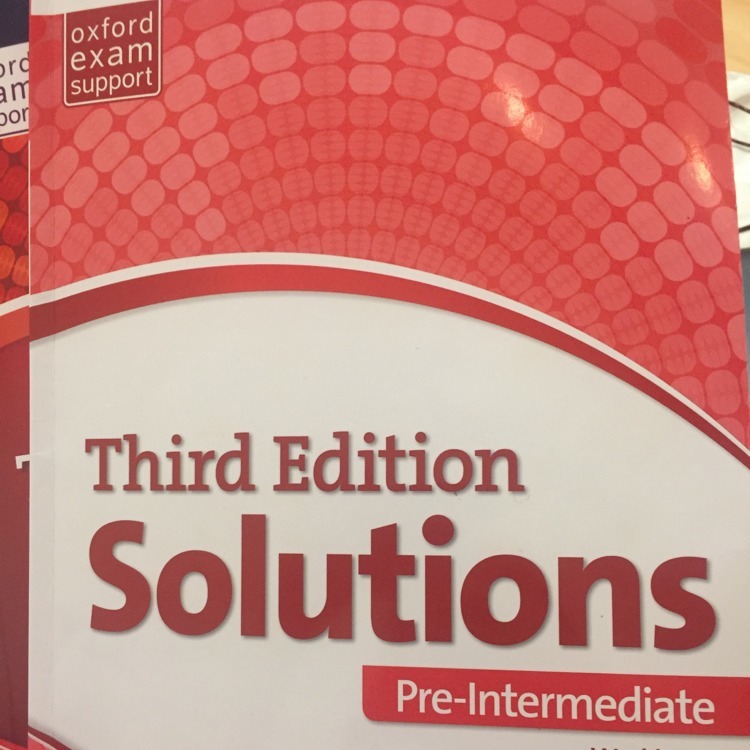 oxford
exam
support
Third Edition
Solutions
Pre-Intermediate